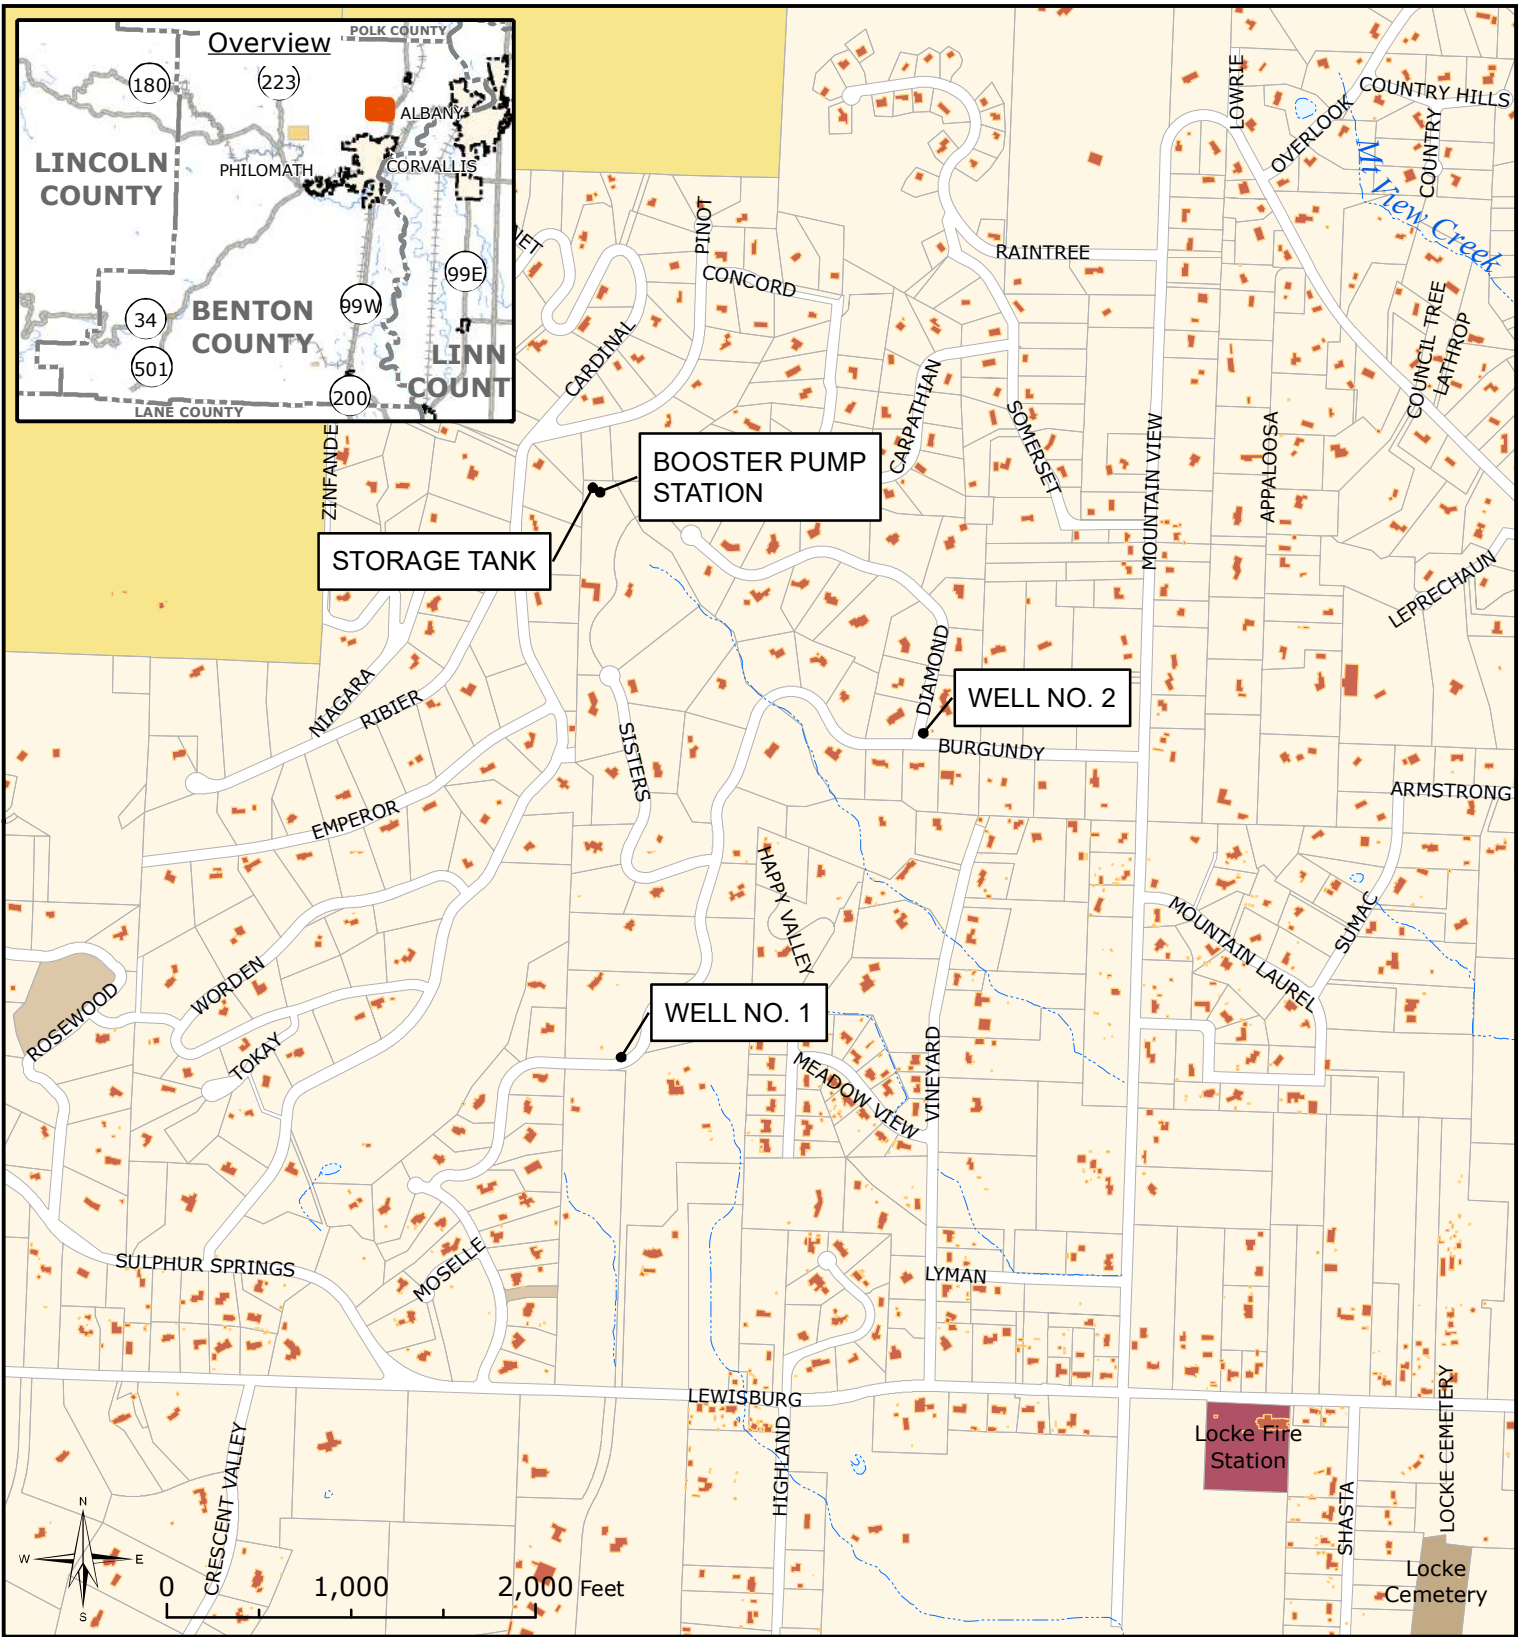 Overview
POLK COUNTY
180
223
ALBANY
PHILOMATH
CORVALLIS
LINCOLN
COUNTY
99E
99W
34
BENTON
COUNTY
501
LINN
COUNT
200
LANE COUNTY
LOWRIE
OVERLOOK
COUNTRY HILLS
COUNTRY
Mt View Creek
NET
PINOT
CONCORD
RAINTREE
CARDINAL
CARPATHIAN
SOMERSET
MOUNTAIN VIEW
APPALOOSA
COUNCIL TREE
LATHROP
LEPRECHAUN
ZINFANDE
BOOSTER PUMP
STATION
STORAGE TANK
NIAGARA
RIBIER
EMPEROR
SISTERS
DIAMOND
WELL NO. 2
BURGUNDY
ARMSTRONG
HAPPY VALLEY
MOUNTAIN LAUREL
SUMAC
ROSEWOOD
WORDEN
TOKAY
WELL NO. 1
MEADOW VIEW
VINEYARD
SULPHUR SPRINGS
MOSELLE
LYMAN
LEWISBURG
HIGHLAND
CRESCENT VALLEY
Locke Fire
Station
SHASTA
LOCKE CEMETERY
Locke
Cemetery
N
W
E
S
0
1,000
2,000 Feet